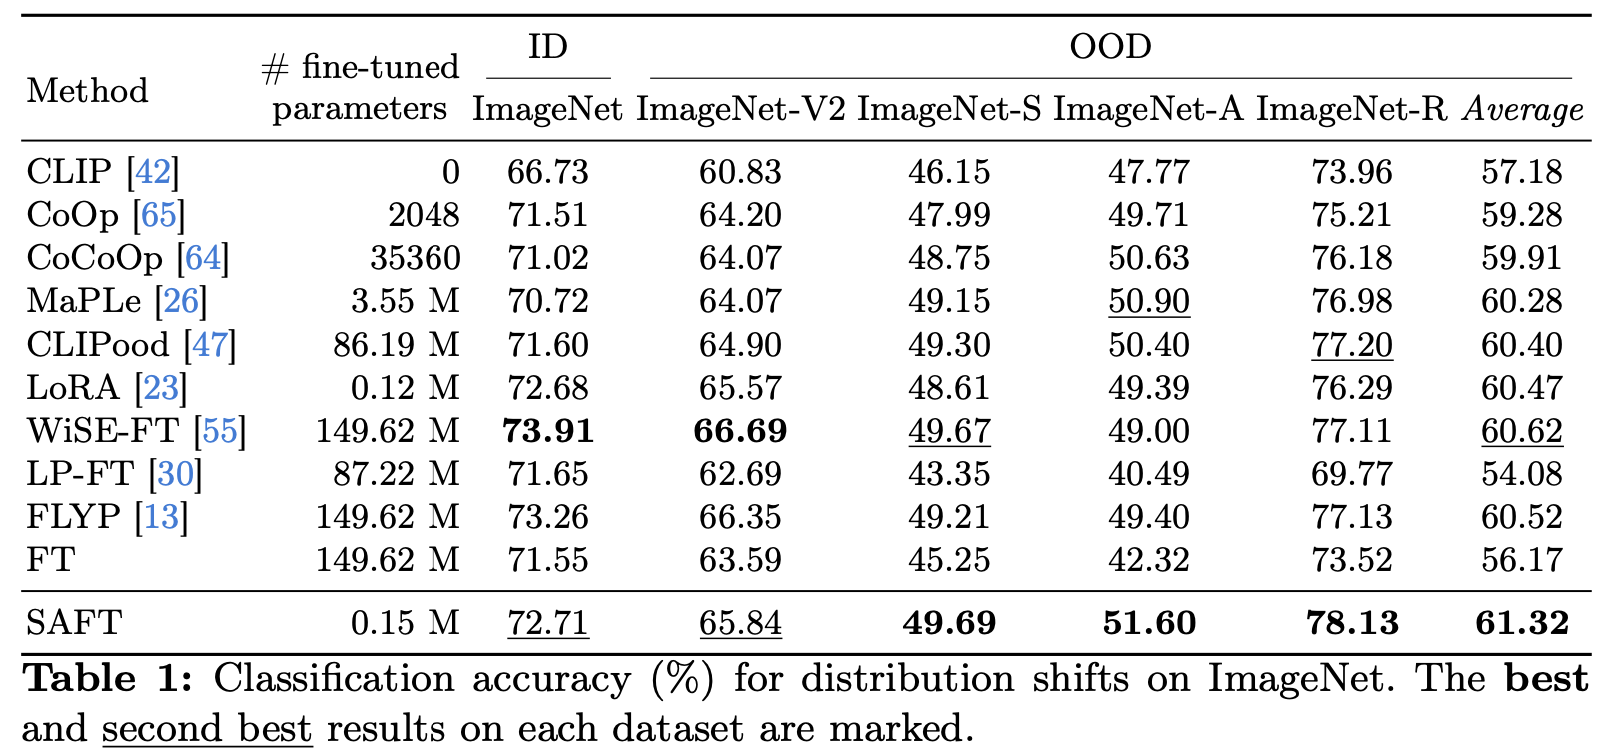 ID OOD
Method # fine-tuned parameters ImageNet ImageNet-V2 ImageNet-S ImageNet-A ImageNet-R Average
CLIP [42] 0 66.73 60.83 46.15 47.77 73.96 57.18
CoOp [65] 2048 71.51 64.20 47.99 49.71 75.21 59.28
CoCoOp [64] 35360 71.02 64.07 48.75 50.63 76.18 59.91
MaPLe [26] 3.55 M 70.72 64.07 49.15 50.90 76.98 60.28
CLIPood [47] 86.19 M 71.60 64.90 49.30 50.40 77.20 60.40
LoRA [23] 0.12 M 72.68 65.57 48.61 49.39 76.29 60.47
WiSE-FT [55] 149.62 M 73.91 66.69 49.67 49.00 77.11 60.62
LP-FT [30] 87.22 M 71.65 62.69 43.35 40.49 69.77 54.08
FLYP [13] 149.62 M 73.26 66.35 49.21 49.40 77.13 60.52
FT 149.62 M 71.55 63.59 45.25 42.32 73.52 56.17
SAFT 0.15 M 72.71 65.84 49.69 51.60 78.13 61.32
Table 1: Classification accuracy (%) for distribution shifts on ImageNet. The best
and second best results on each dataset are marked.